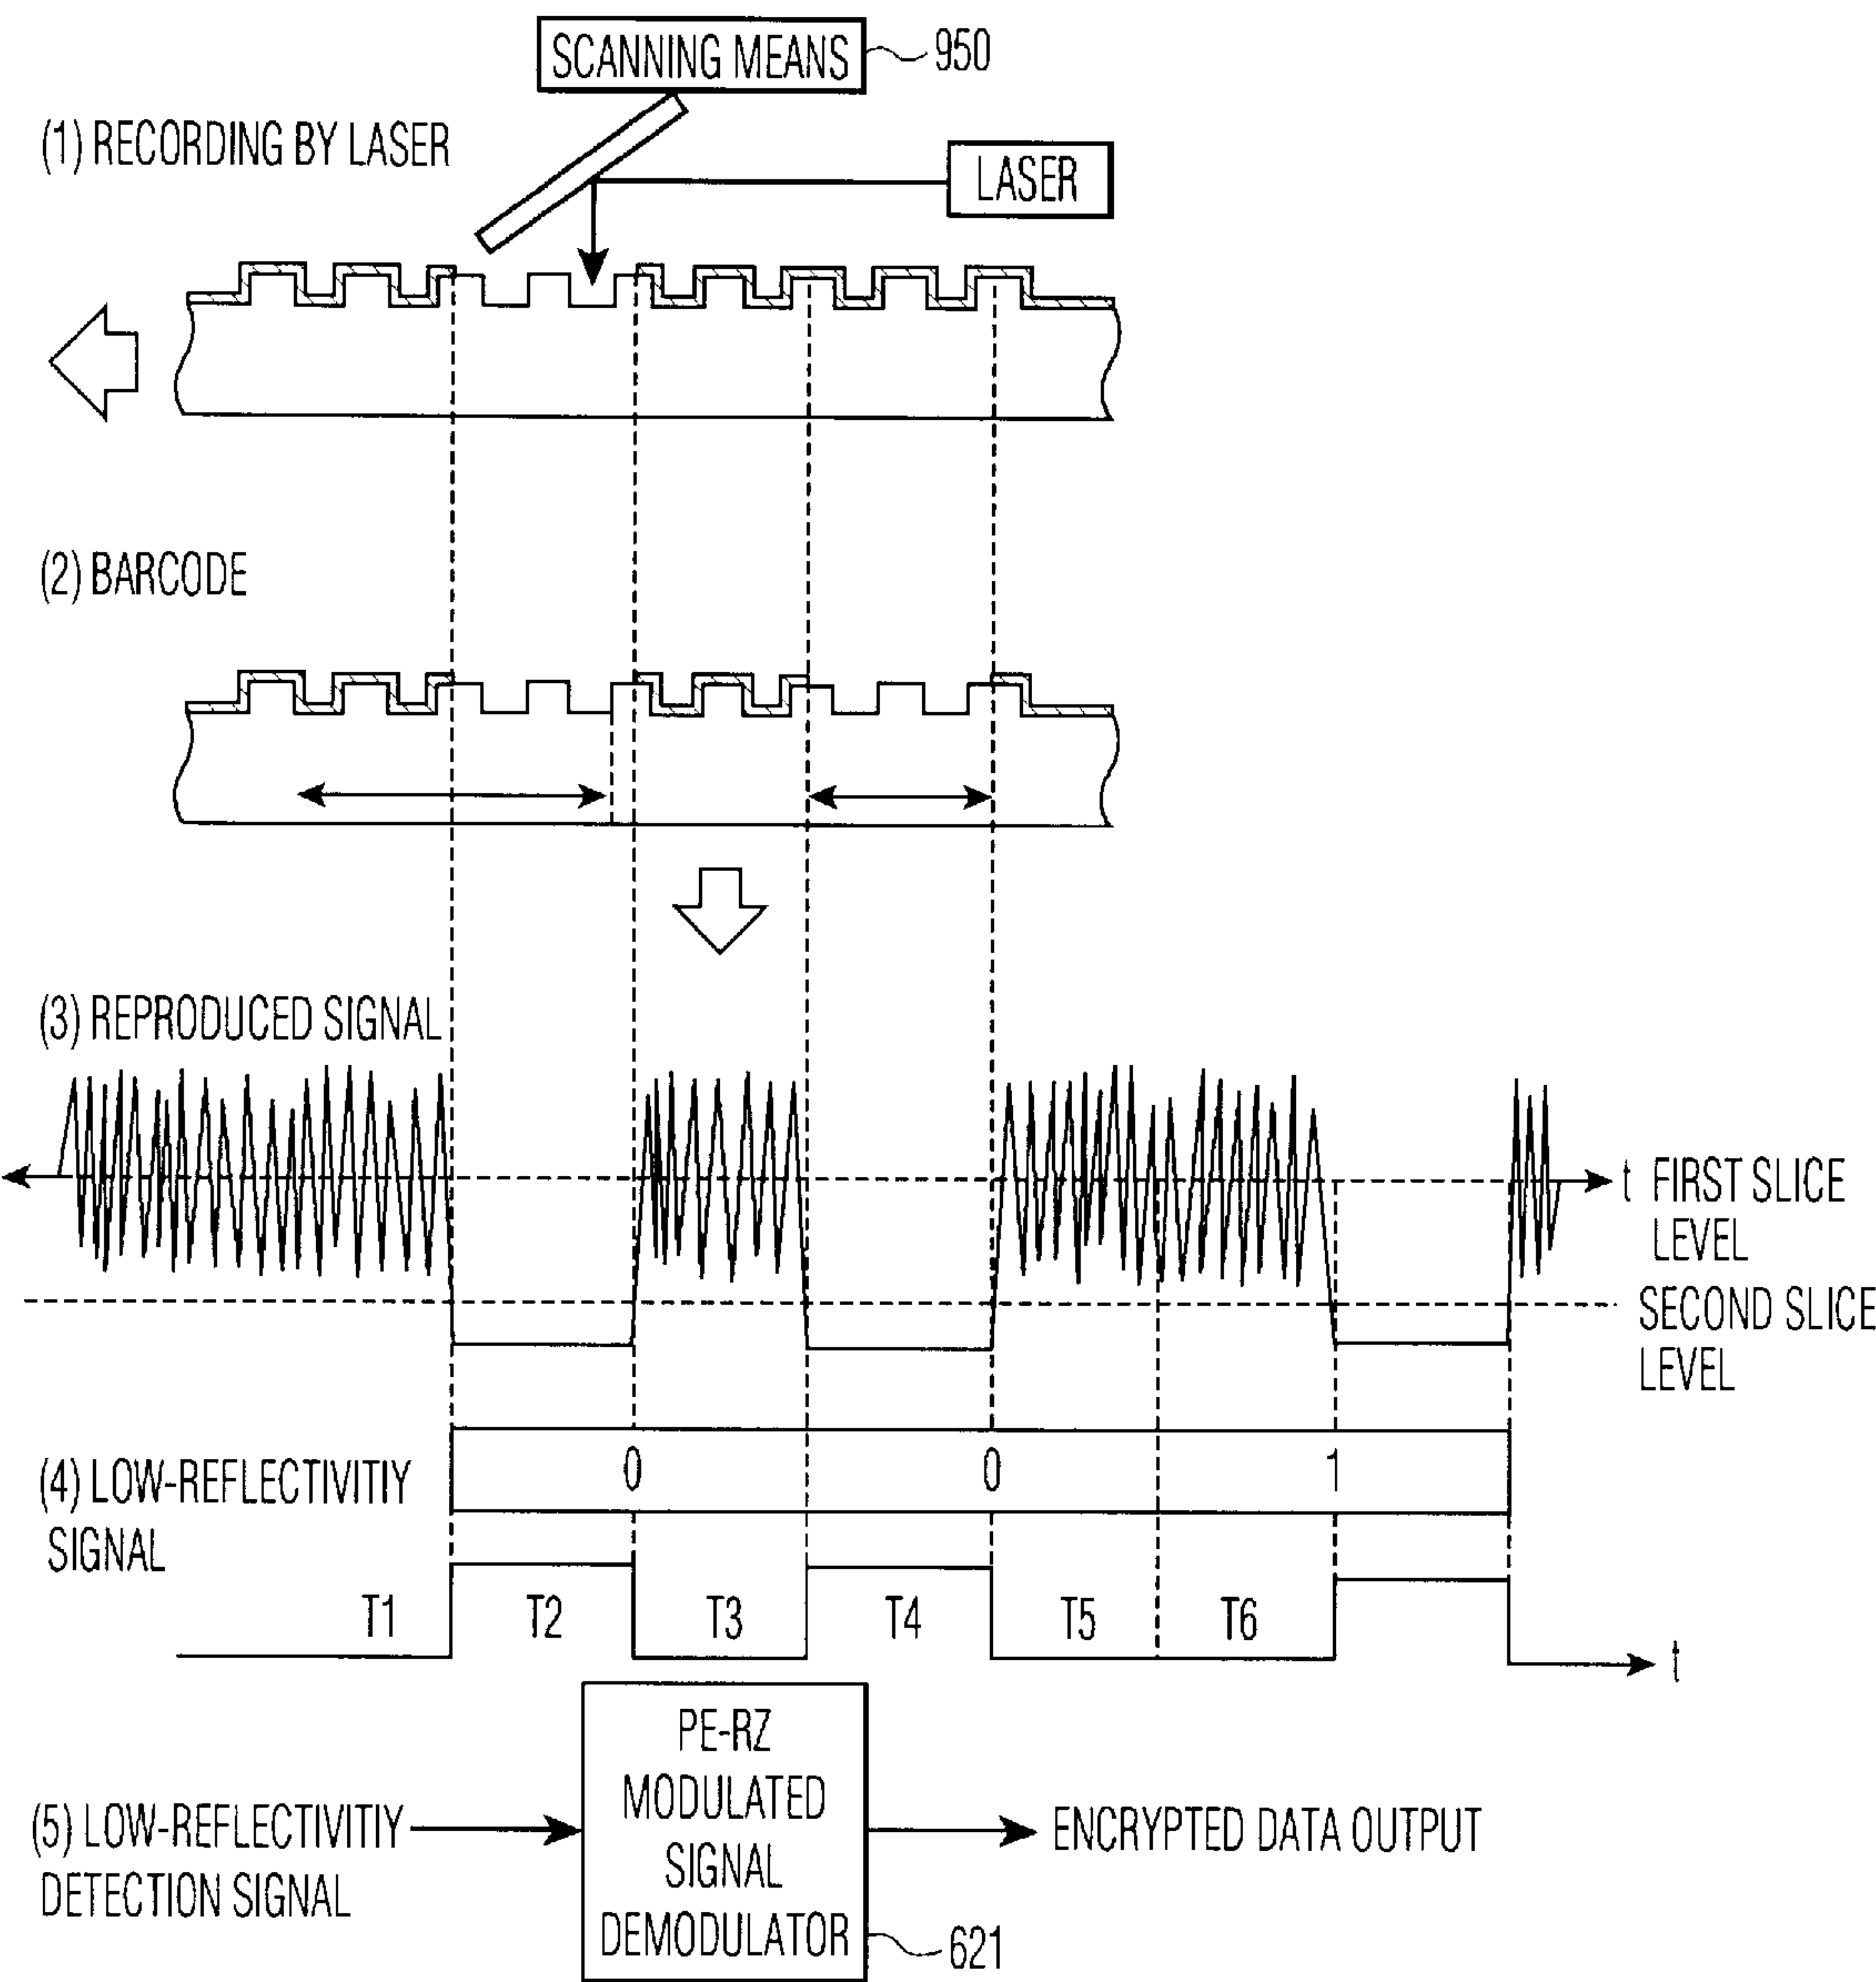 SCANNING MEANS
950
(1) RECORDING BY LASER
LASER
(2) BARCODE
(3) REPRODUCED SIGNAL
t FIRST SLICE
LEVEL
SECOND SLICE
LEVEL
(4) LOW-REFLECTIVITIY
SIGNAL
0 0 1
T1 T2 T3 T4 T5 T6
t
PE-RZ
MODULATED
SIGNAL
DEMODULATOR
621
(5) LOW-REFLECTIVITIY
DETECTION SIGNAL
ENCRYPTED DATA OUTPUT